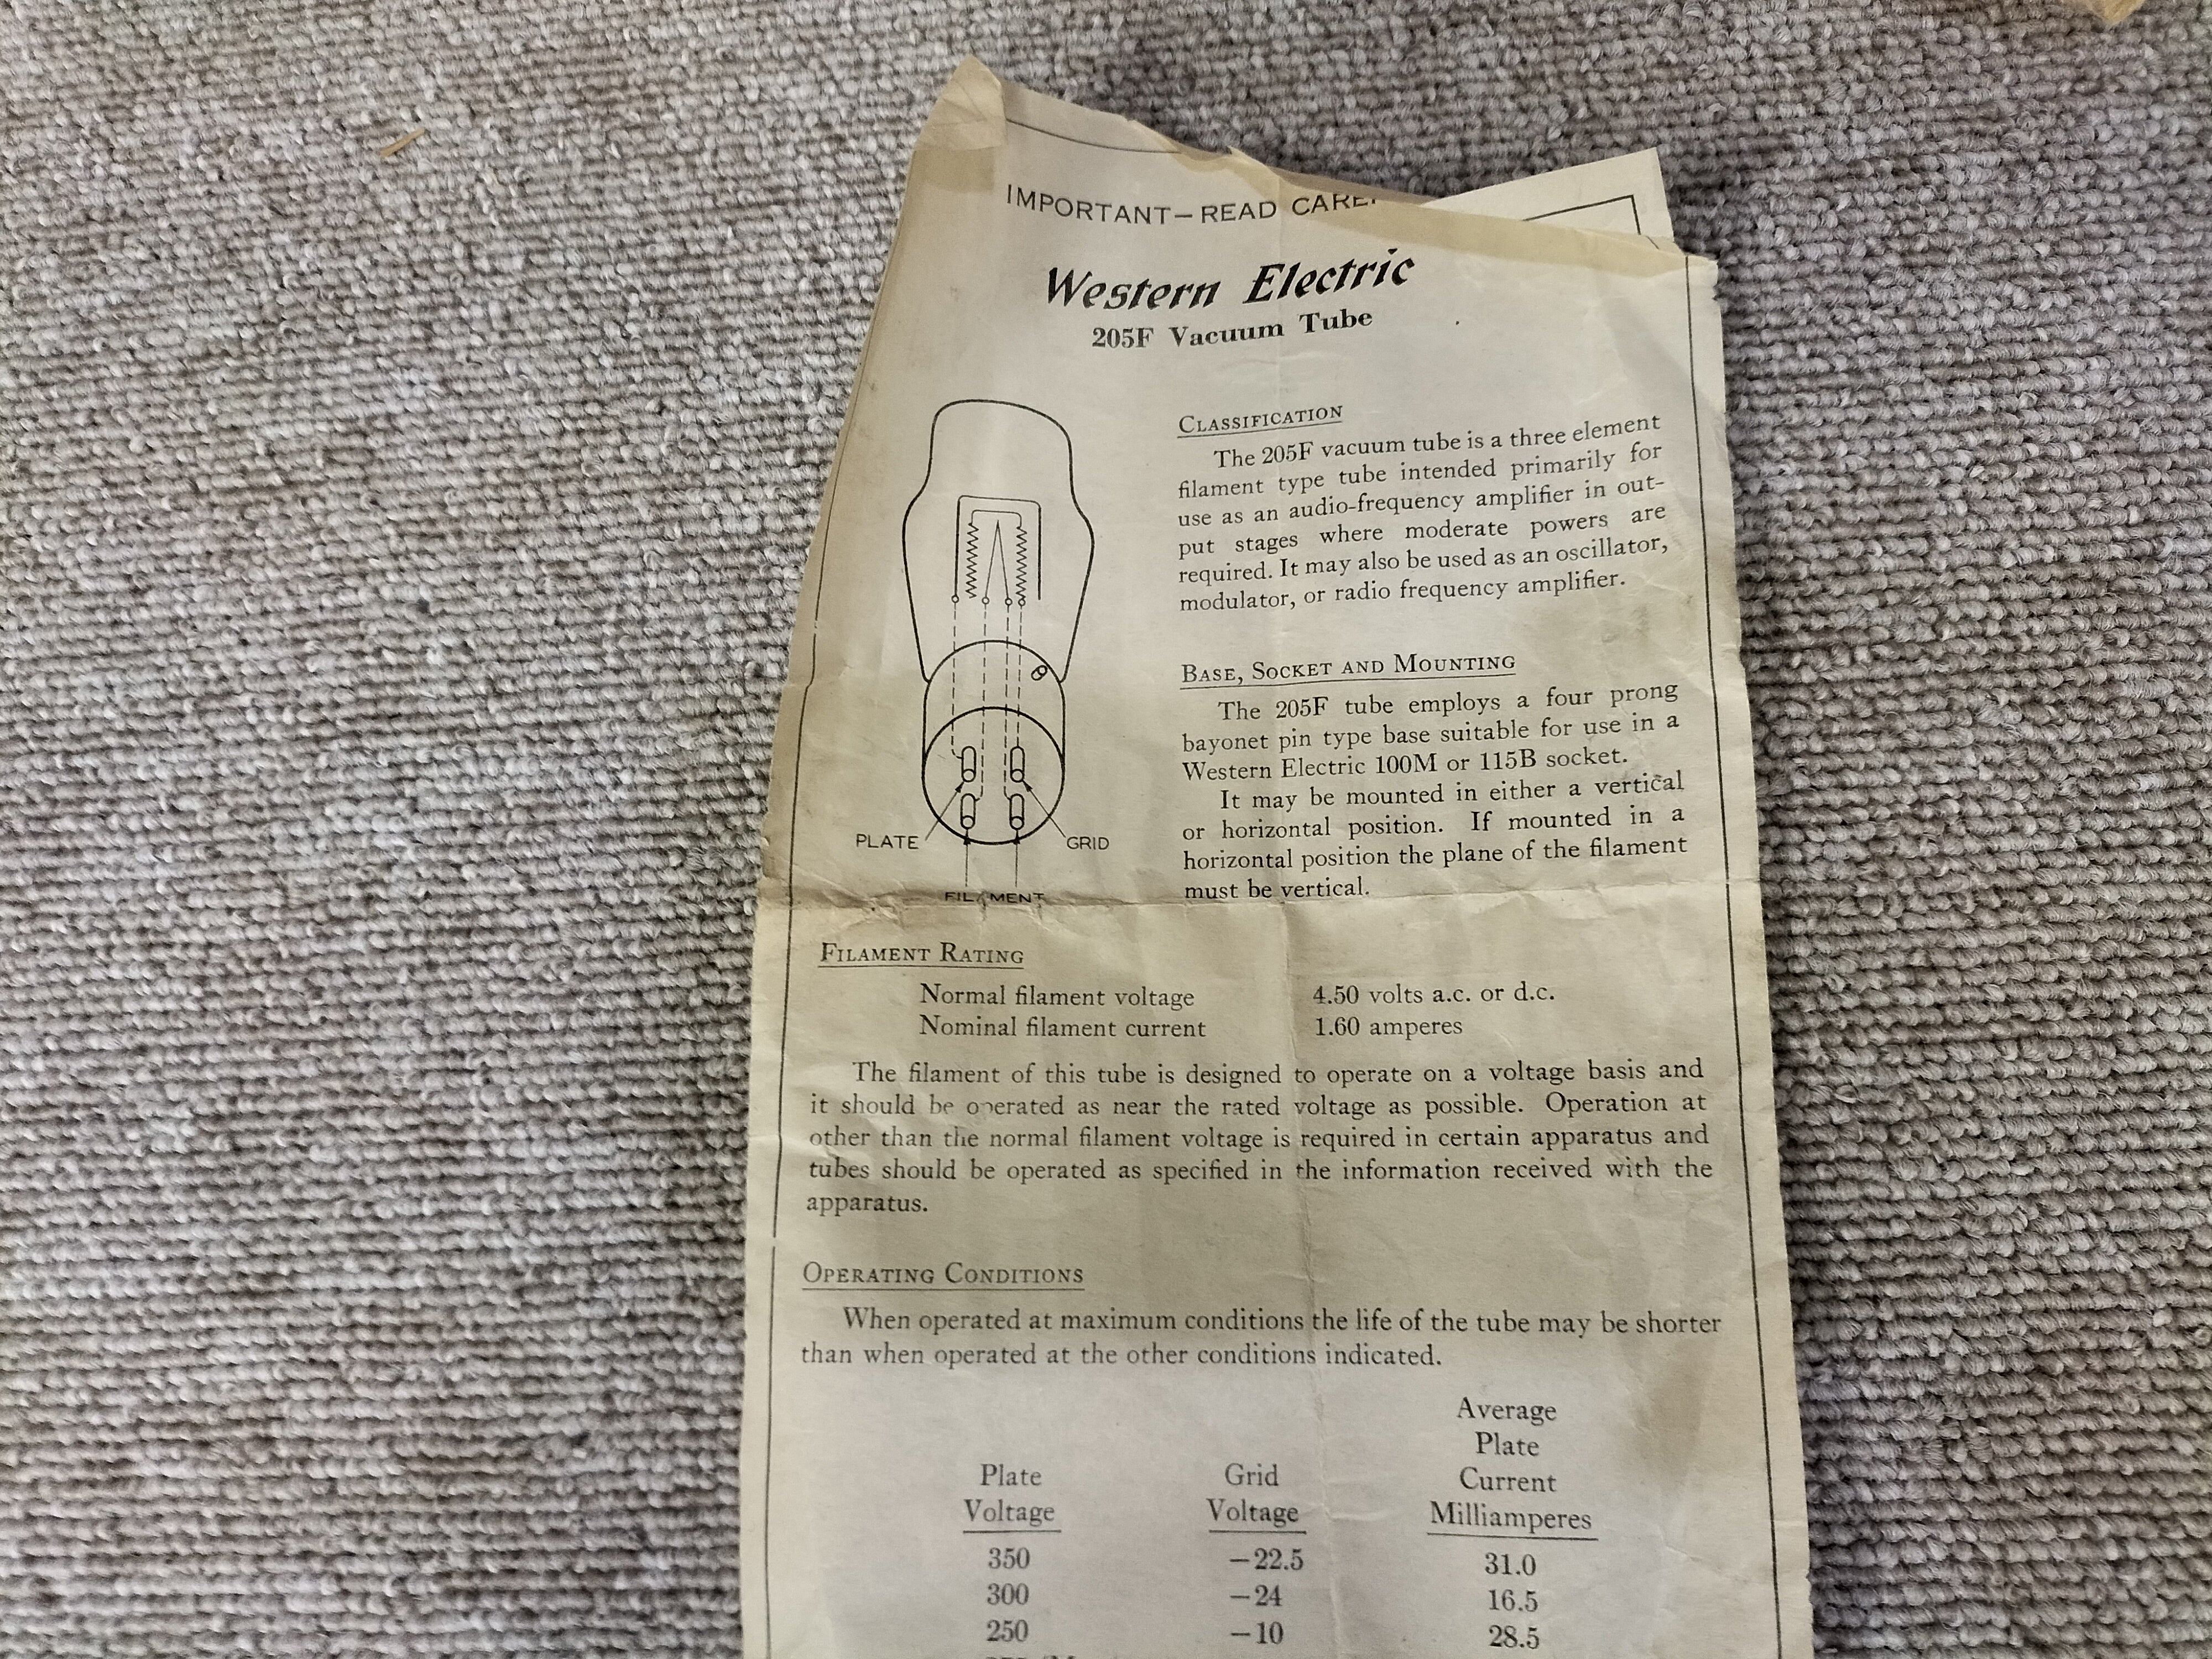 IMPORTANT—READ
Western Electric
205F Vacuum Tube
CLASSIFICATION
The 205F vacuum tube is a three element
filament type tube intended primarily for
use as an audio-frequency amplifier in out-
put stages where moderate powers are
required. It may also be used as an oscillator,
modulator, or radio frequency amplifier.
BASE, SOCKET AND MOUNTING
The 205F tube employs a four prong
bayonet pin type base suitable for use in a
Western Electric 100M or 115B socket.
It may be mounted in either a vertical
or horizontal position. If mounted in a
horizontal position the plane of the filament
must be vertical.
PLATE
GRID
FILAMENT
FILAMENT RATING
Normal filament voltage 4.50 volts a.c. or d.c.
Nominal filament current 1.60 amperes
The filament of this tube is designed to operate on a voltage basis and
it should be operated as near the rated voltage as possible. Operation at
other than the normal filament voltage is required in certain apparatus and
tubes should be operated as specified in the information received with the
apparatus.
OPERATING CONDITIONS
When operated at maximum conditions the life of the tube may be shorter
than when operated at the other conditions indicated.
Average
Plate
Plate Grid Current
Voltage Voltage Milliamperes
350 —22.5 31.0
300 —24 16.5
250 —10 28.5